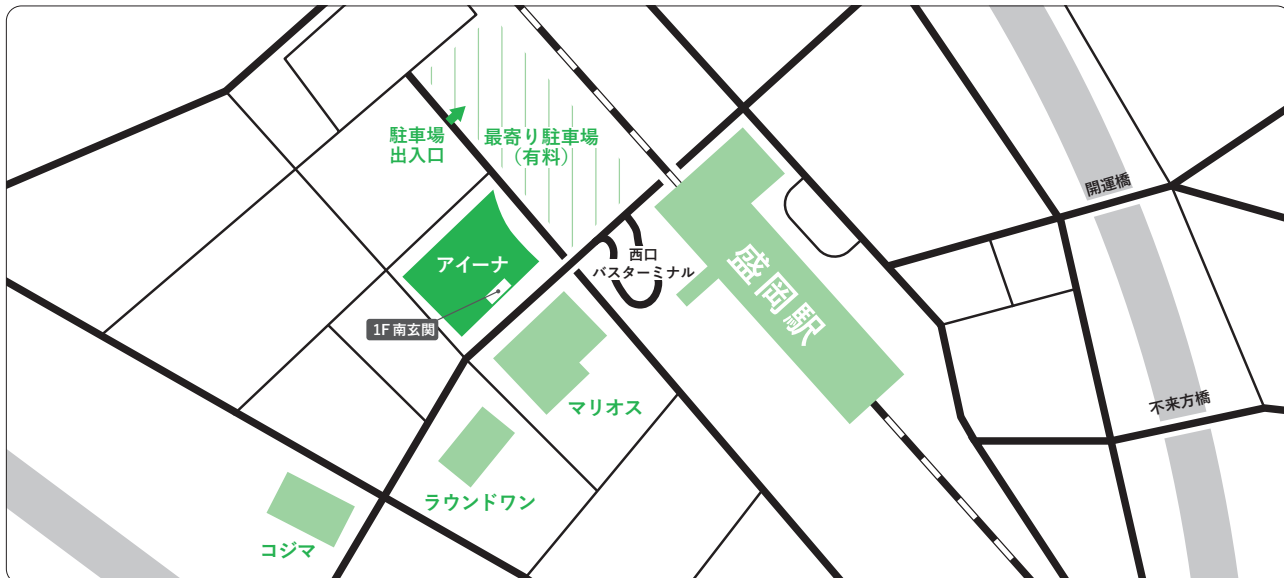 駐車場
出入口
最寄り駐車場
（有料）
開運橋
アイーナ
西口
バスターミナル
盛岡駅
1F 南玄関
マリオス
不来方橋
ラウンドワン
コジマ